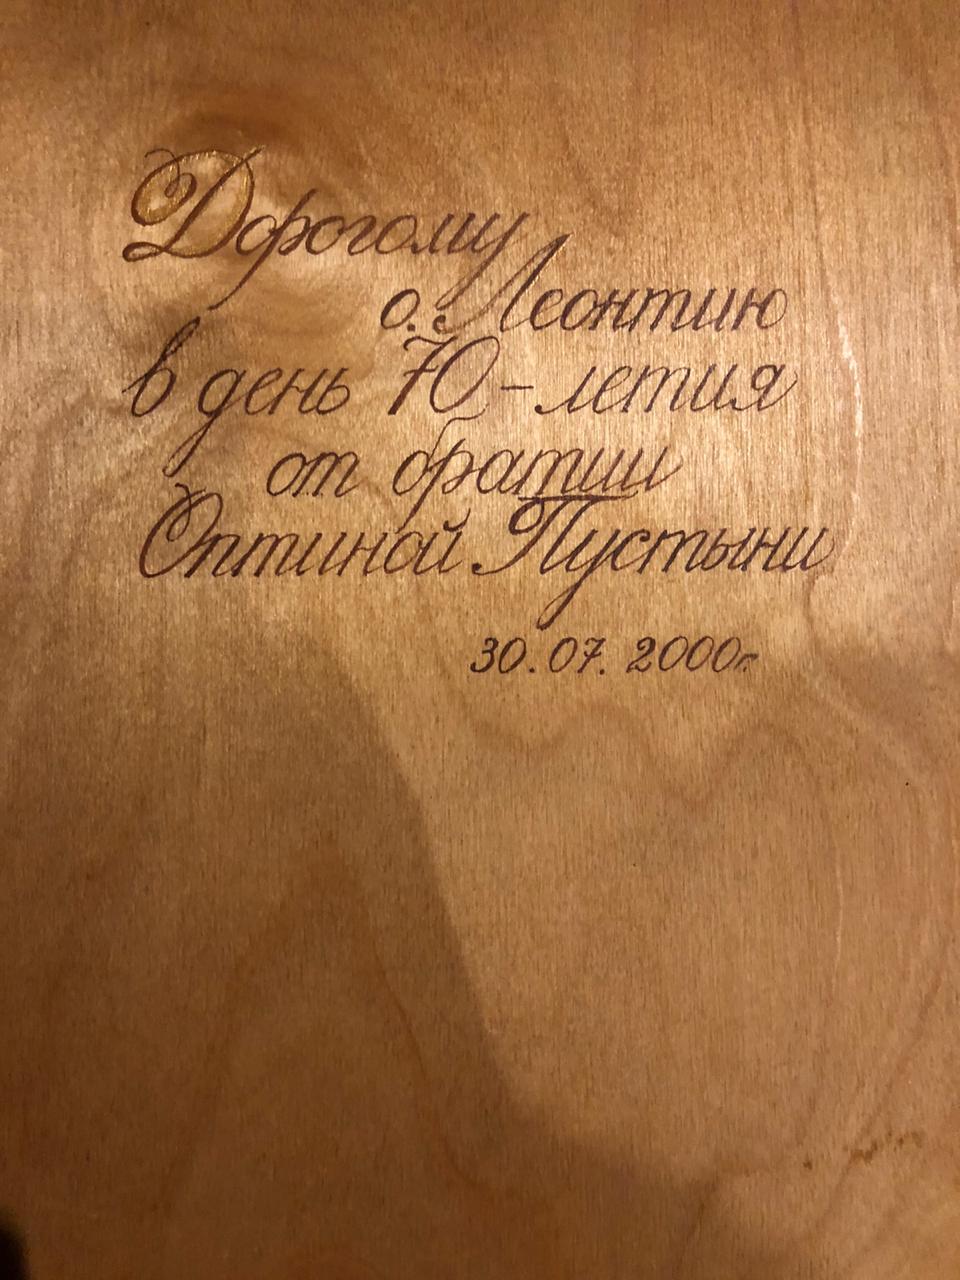 Дорогому
о. Леонтию
в день 70-летия
от братии
Оптиной Пустыни
30.07.2000г.